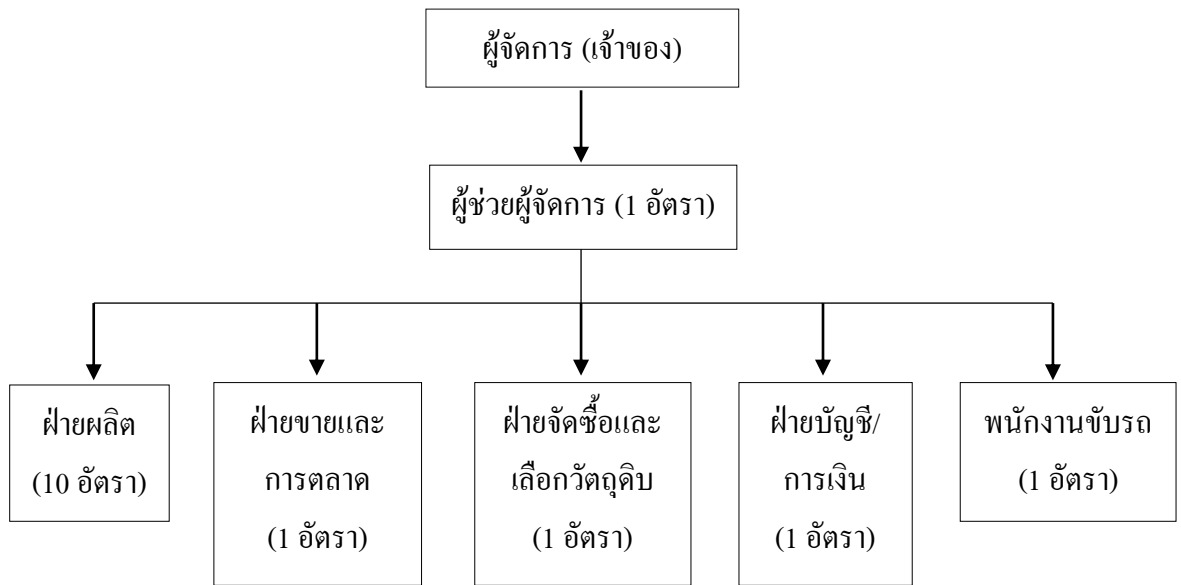 ผู้จัดการ (เจ้าของ)
ผู้ช่วยผู้จัดการ (1 อัตรา)
ฝ่ายผลิต
(10 อัตรา)
ฝ่ายขายและ
การตลาด
(1 อัตรา)
ฝ่ายจัดซื้อและ
เลือกวัตถุดิบ
(1 อัตรา)
ฝ่ายบัญชี/
การเงิน
(1 อัตรา)
พนักงานขับรถ
(1 อัตรา)